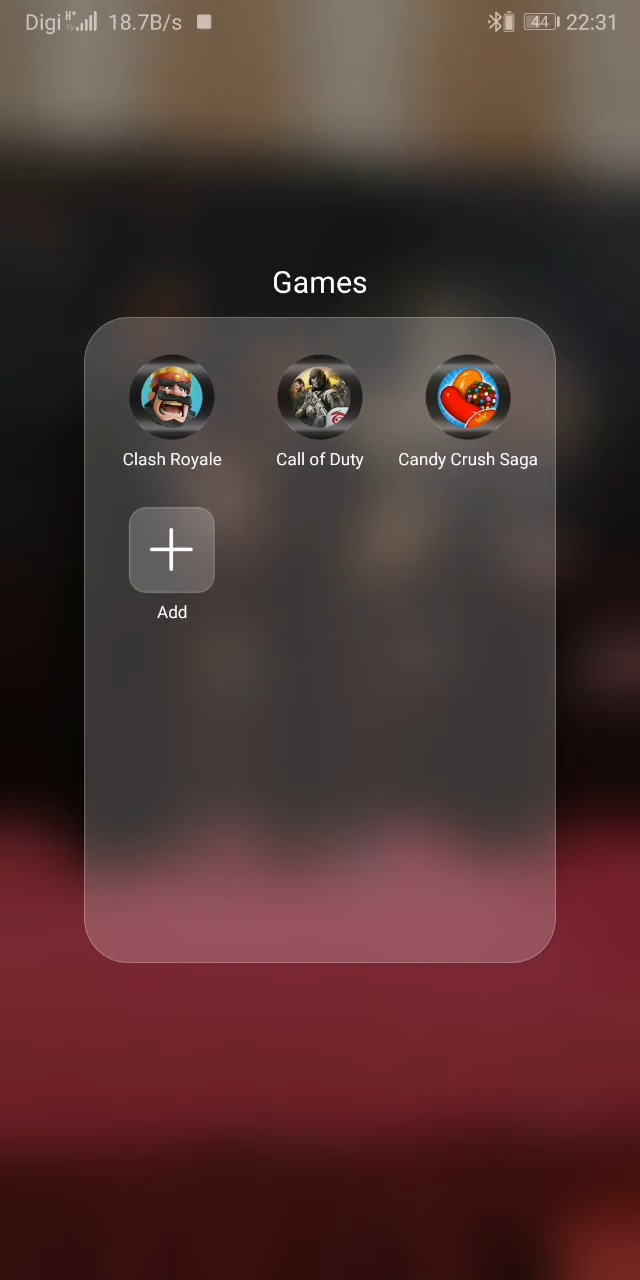 Digi H+ 18.7B/s 44 22:31
Games
Clash Royale Call of Duty Candy Crush Saga
Add